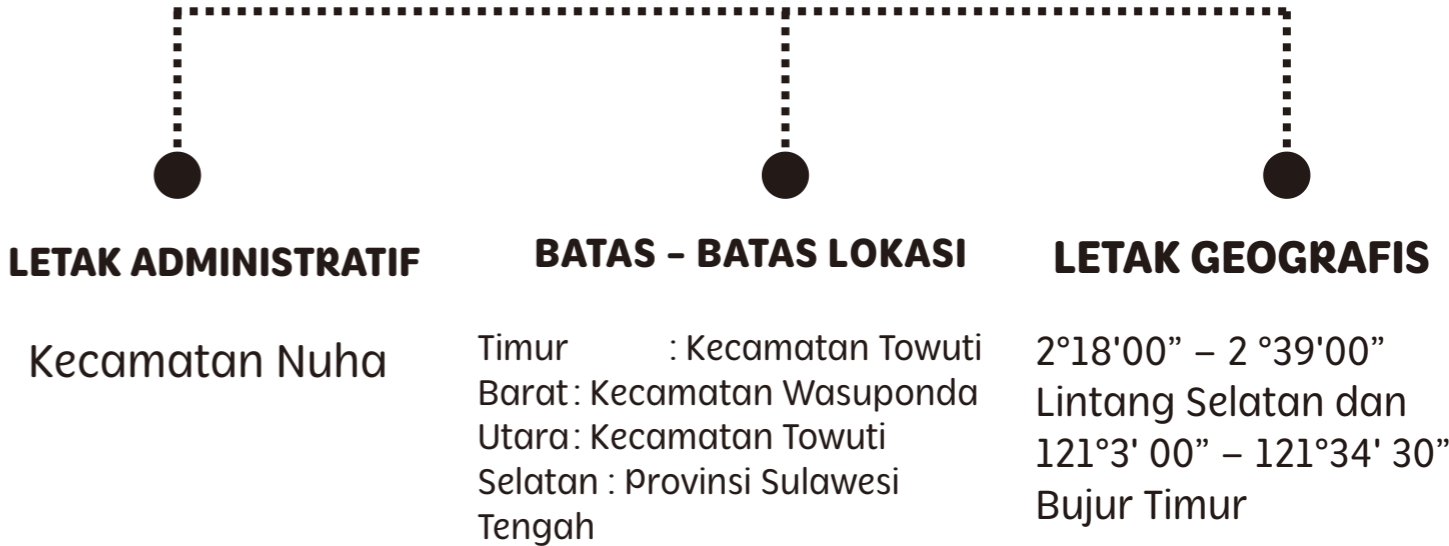 LETAK ADMINISTRATIF
Kecamatan Nuha
BATAS – BATAS LOKASI
Timur : Kecamatan Towuti
Barat : Kecamatan Wasuponda
Utara : Kecamatan Towuti
Selatan : Provinsi Sulawesi
Tengah
LETAK GEOGRAFIS
2°18'00” – 2 °39'00”
Lintang Selatan dan
121°3' 00” – 121°34' 30”
Bujur Timur